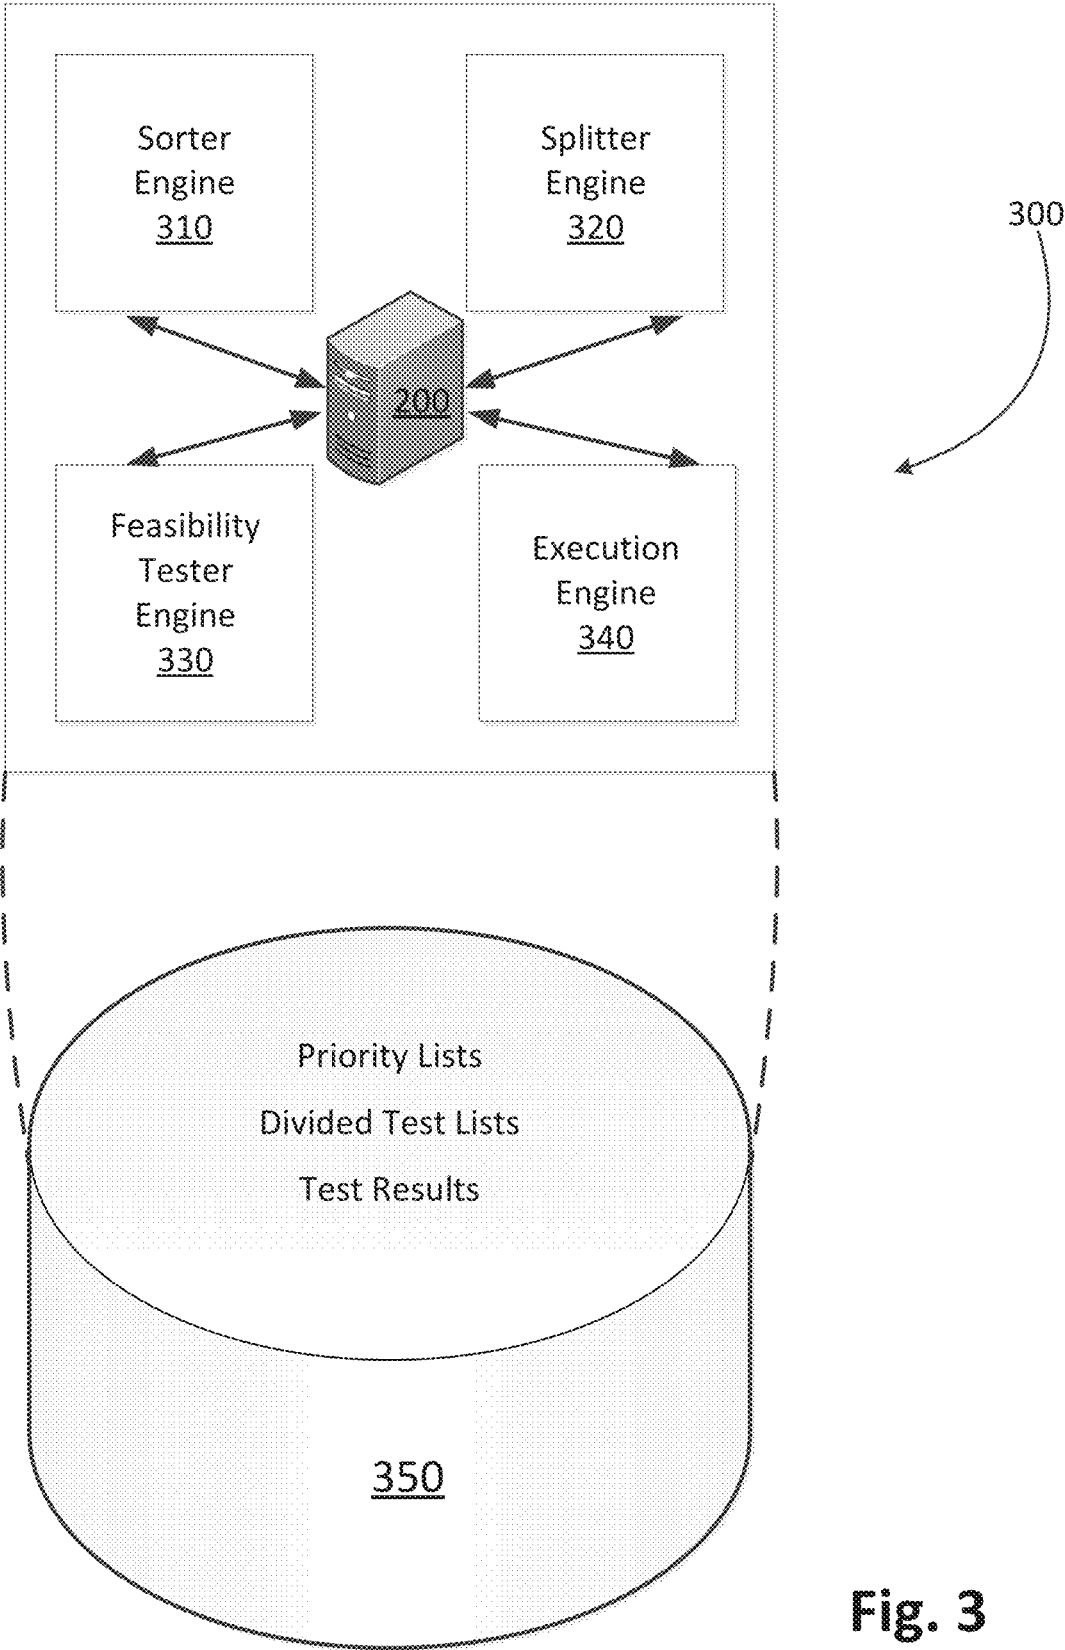 Sorter
Engine
310
Splitter
Engine
320
300
200
Feasibility
Tester
Engine
330
Execution
Engine
340
Priority Lists
Divided Test Lists
Test Results
350
Fig. 3